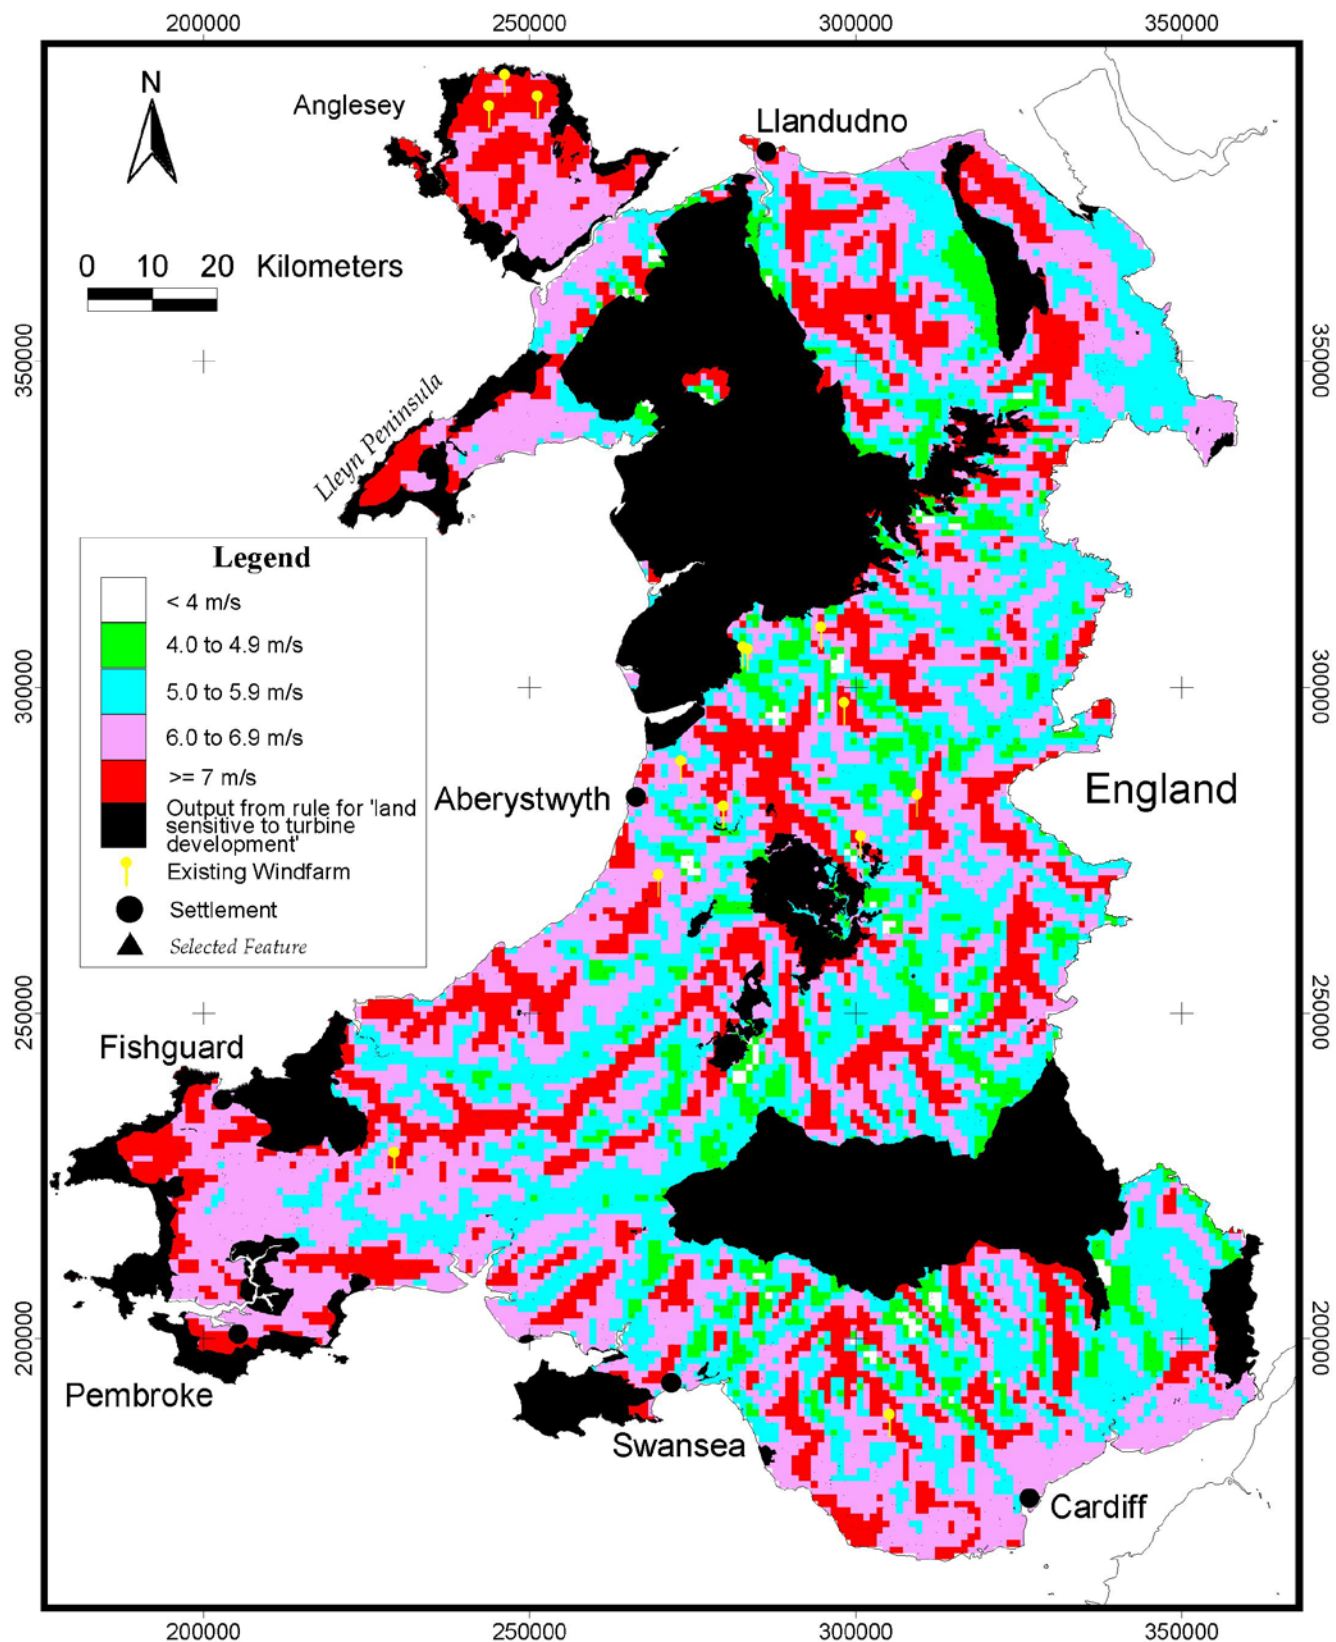 200000 250000 300000 350000
N
Anglesey
Llandudno
0 10 20 Kilometers
350000
350000
Lleyn Peninsula
Legend
< 4 m/s
4.0 to 4.9 m/s
5.0 to 5.9 m/s
6.0 to 6.9 m/s
>= 7 m/s
Output from rule for 'land
sensitive to turbine
development'
Existing Windfarm
Settlement
Selected Feature
300000
300000
Aberystwyth
England
250000
250000
Fishguard
200000
200000
Pembroke
Swansea
Cardiff
200000 250000 300000 350000